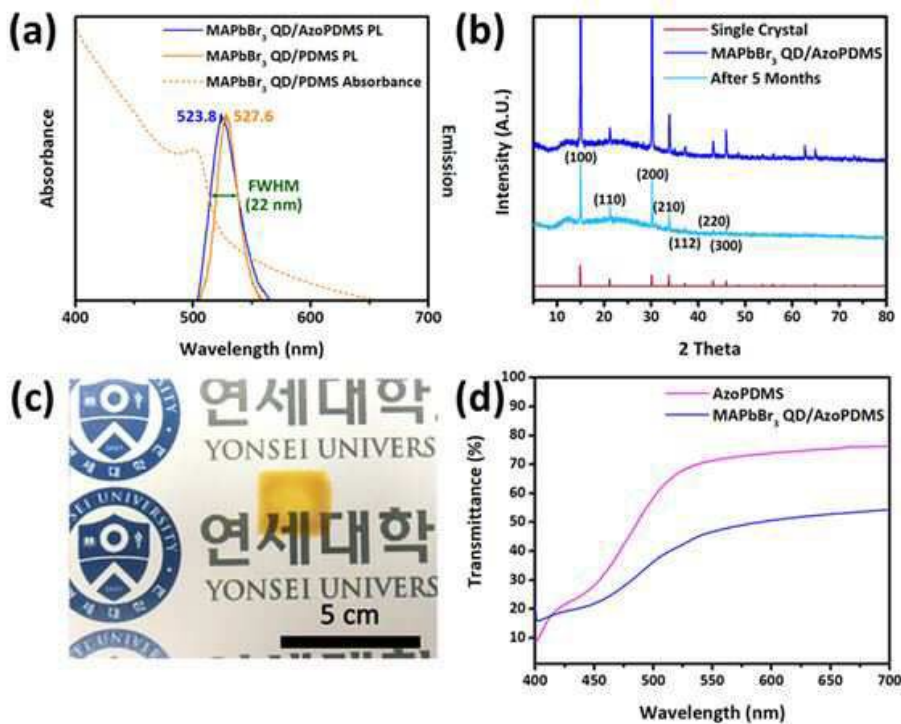 (a)
MAPbBr₃ QD/AzoPDMS PL
MAPbBr₃ QD/PDMS PL
MAPbBr₃ QD/PDMS Absorbance
523.8
527.6
FWHM
(22 nm)
Absorbance
Emission
400
500
600
700
Wavelength (nm)
(b)
Single Crystal
MAPbBr₃ QD/AzoPDMS
After 5 Months
Intensity (A.U.)
(100)
(110)
(200)
(210)
(112)
(220)
(300)
10
20
30
40
50
60
70
80
2 Theta
(c)
연세대학
YONSEI UNIVERS
연세대학
YONSEI UNIVER
5 cm
(d)
AzoPDMS
MAPbBr₃ QD/AzoPDMS
Transmittance (%)
100
90
80
70
60
50
40
30
20
10
400
450
500
550
600
650
700
Wavelength (nm)